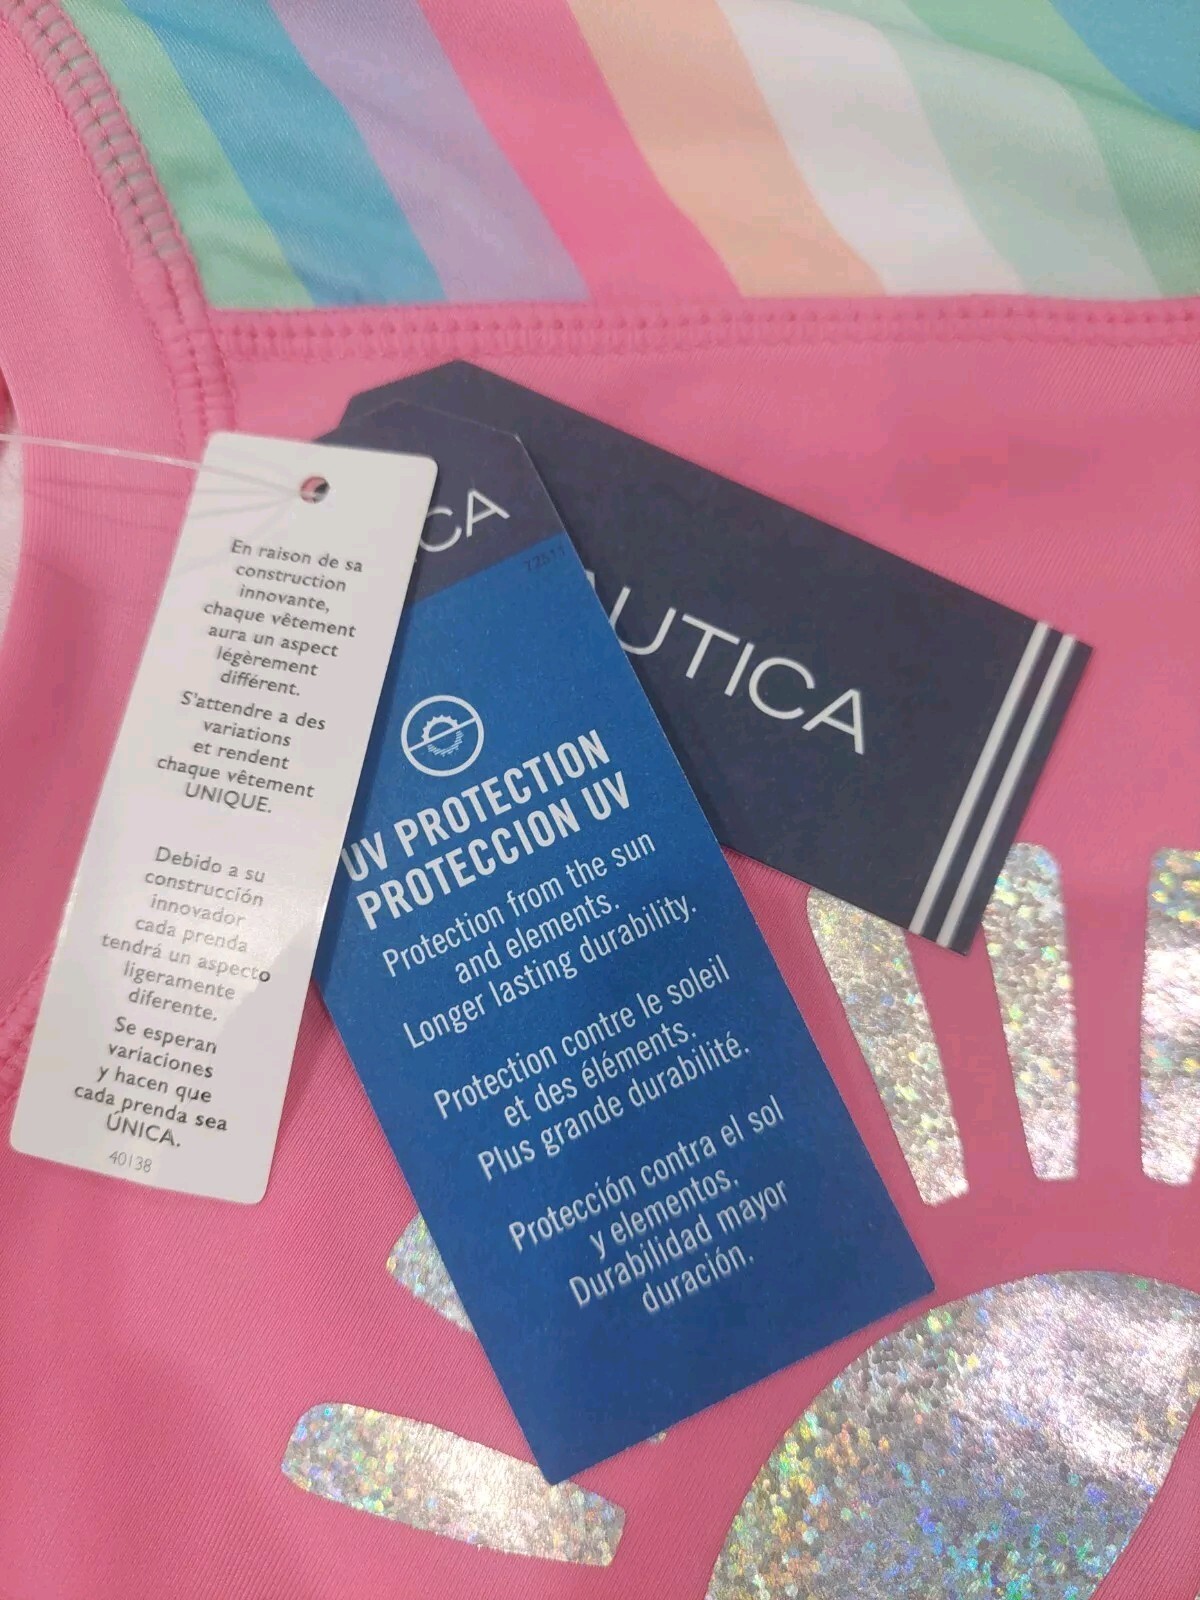 En raison de sa
construction
innovante,
chaque vêtement
aura un aspect
légèrement
différent.
S'attendre a des
variations
et rendent
chaque vêtement
UNIQUE.
Debido a su
construcción
innovador
cada prenda
tendrá un aspecto
ligeramente
diferente.
Se esperan
variaciones
y hacen que
cada prenda sea
ÚNICA.
40138
CA
UV PROTECTION
PROTECCION UV
Protection from the sun
and elements.
Longer lasting durability.
Protection contre le soleil
et des éléments.
Plus grande durabilité.
Protección contra el sol
y elementos.
Durabilidad mayor
duración.
AUTICA